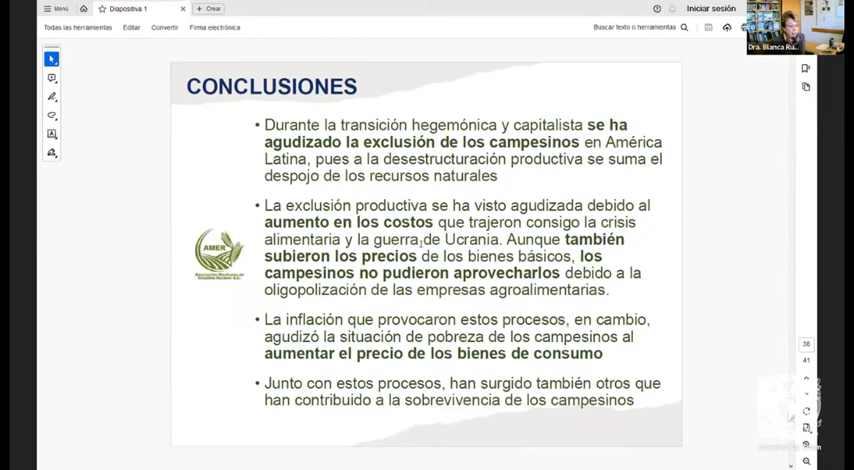 Menú
Diapositiva 1
+ Crear
Iniciar sesión
Todas las herramientas
Editar
Convertir
Firma electrónica
Buscar texto o herramientas
Dra. Blanca Ru...
CONCLUSIONES
• Durante la transición hegemónica y capitalista se ha
agudizado la exclusión de los campesinos en América
Latina, pues a la desestructuración productiva se suma el
despojo de los recursos naturales
• La exclusión productiva se ha visto agudizada debido al
aumento en los costos que trajeron consigo la crisis
alimentaria y la guerra de Ucrania. Aunque también
subieron los precios de los bienes básicos, los
campesinos no pudieron aprovecharlos debido a la
oligopolización de las empresas agroalimentarias.
• La inflación que provocaron estos procesos, en cambio,
agudizó la situación de pobreza de los campesinos al
aumentar el precio de los bienes de consumo
• Junto con estos procesos, han surgido también otros que
han contribuido a la sobrevivencia de los campesinos
AMER
38
41